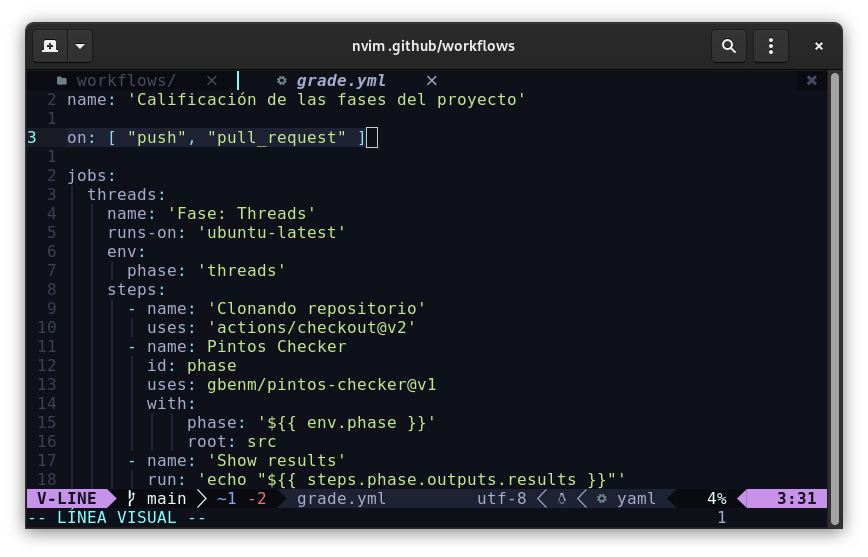 nvim .github/workflows
workflows/ grade.yml
2 name: 'Calificación de las fases del proyecto'
1
3 on: [ "push", "pull_request" ]
1
2 jobs:
3 threads:
4 name: 'Fase: Threads'
5 runs-on: 'ubuntu-latest'
6 env:
7 phase: 'threads'
8 steps:
9 - name: 'Clonando repositorio'
10 uses: 'actions/checkout@v2'
11 - name: Pintos Checker
12 id: phase
13 uses: gbenm/pintos-checker@v1
14 with:
15 phase: '${{ env.phase }}'
16 root: src
17 - name: 'Show results'
18 run: 'echo "${{ steps.phase.outputs.results }}"'
V-LINE main ~1 -2 grade.yml utf-8 yaml 4% 3:31
-- LÍNEA VISUAL -- 1